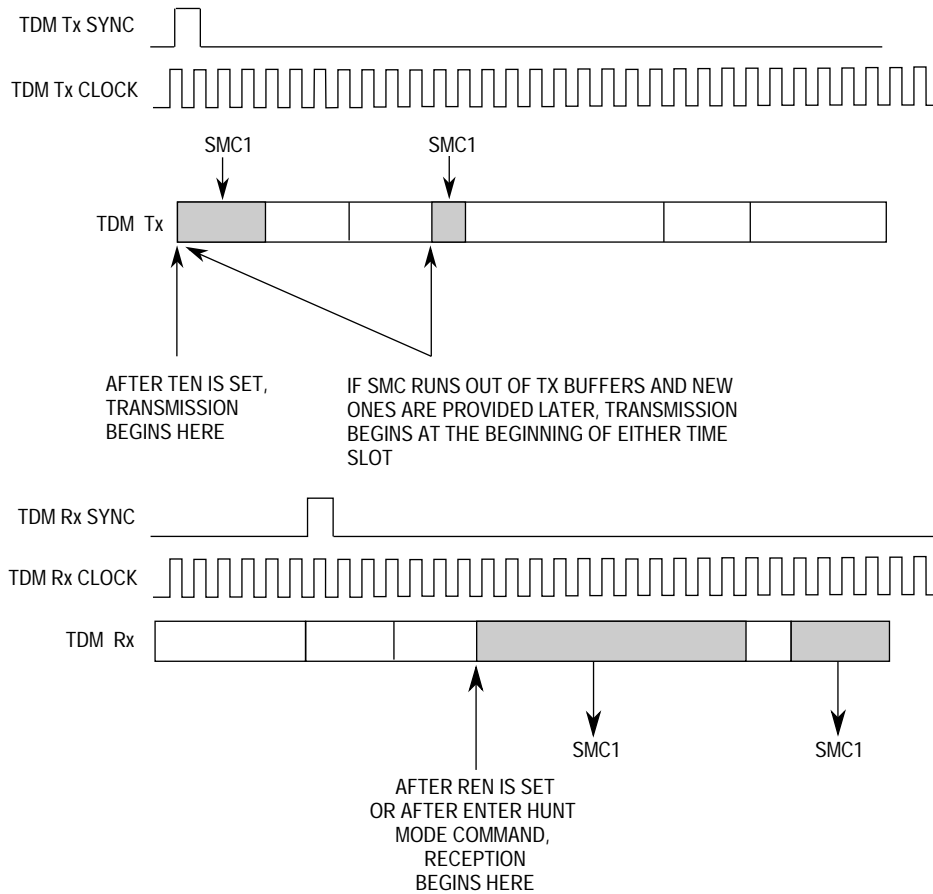 TDM Tx SYNC
TDM Tx CLOCK
SMC1 SMC1
TDM Tx
AFTER TEN IS SET,
TRANSMISSION
BEGINS HERE
IF SMC RUNS OUT OF TX BUFFERS AND NEW
ONES ARE PROVIDED LATER, TRANSMISSION
BEGINS AT THE BEGINNING OF EITHER TIME
SLOT
TDM Rx SYNC
TDM Rx CLOCK
TDM Rx
SMC1 SMC1
AFTER REN IS SET
OR AFTER ENTER HUNT
MODE COMMAND,
RECEPTION
BEGINS HERE